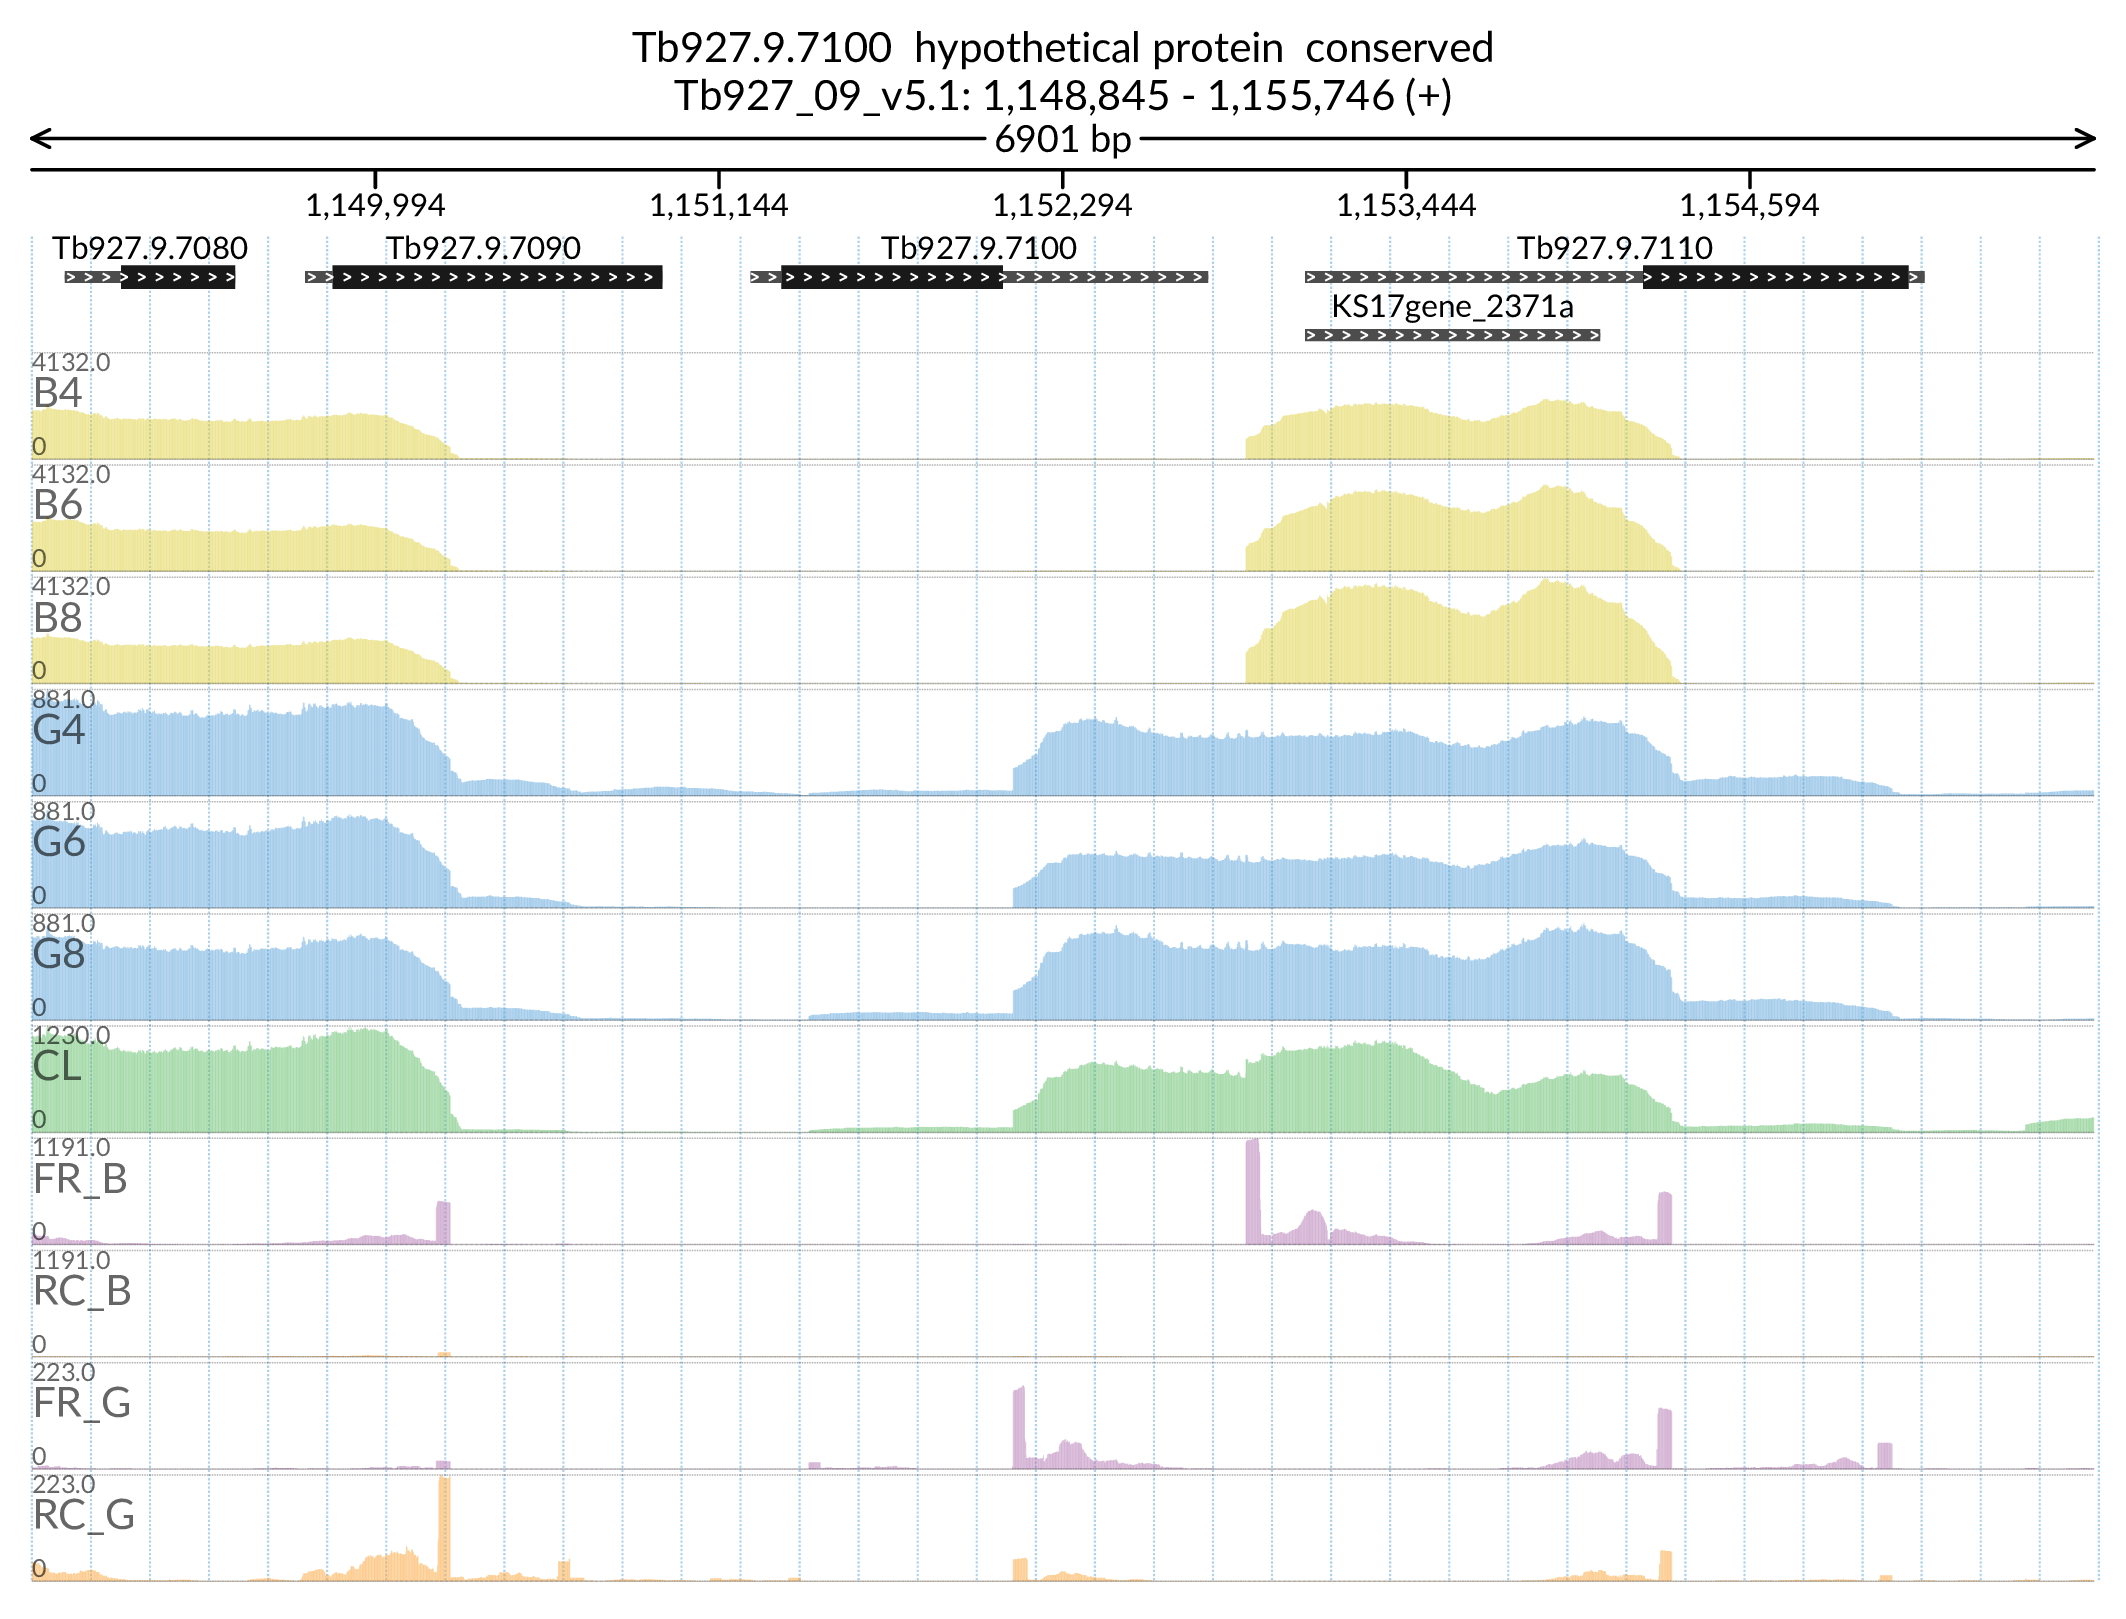 Tb927.9.7100 hypothetical protein conserved
Tb927_09_v5.1: 1,148,845 - 1,155,746 (+)
6901 bp
1,149,994 1,151,144 1,152,294 1,153,444 1,154,594
Tb927.9.7080 Tb927.9.7090 Tb927.9.7100 Tb927.9.7110
KS17gene_2371a
4132.0
B4
0
4132.0
B6
0
4132.0
B8
0
881.0
G4
0
881.0
G6
0
881.0
G8
0
1230.0
CL
0
1191.0
FR_B
0
1191.0
RC_B
0
223.0
FR_G
0
223.0
RC_G
0